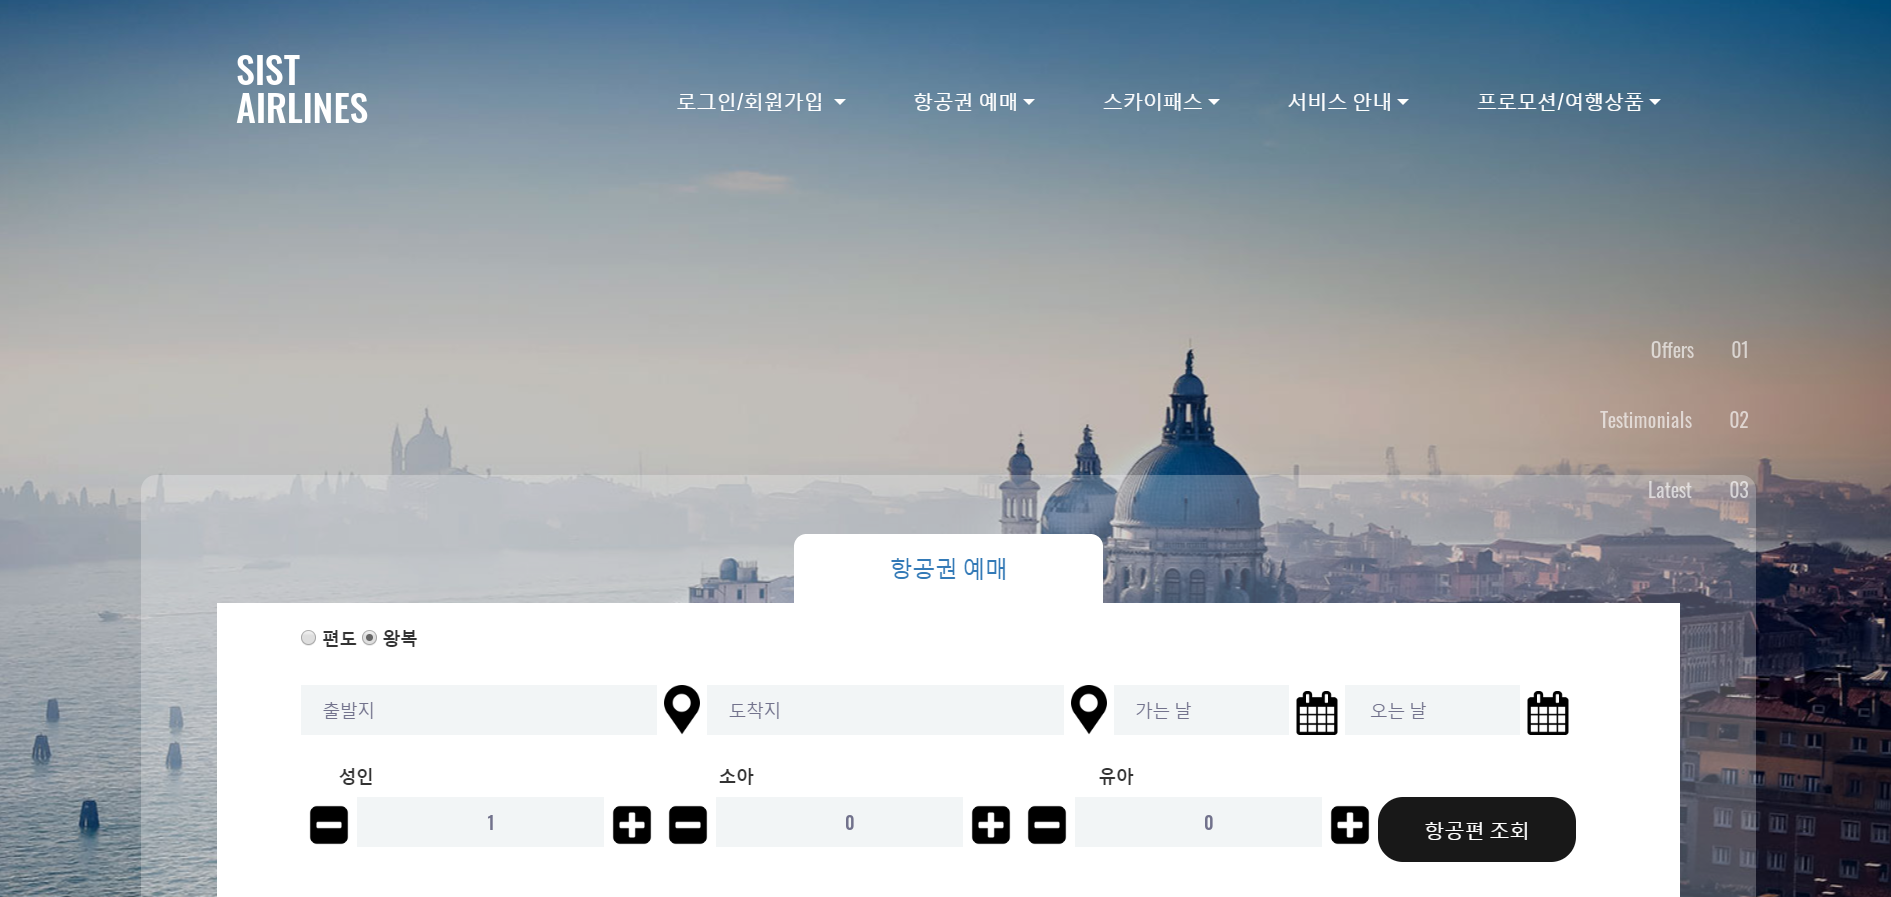 SIST
AIRLINES
로그인/회원가입 항공권 예매 스카이패스 서비스 안내 프로모션/여행상품
Offers 01
Testimonials 02
Latest 03
항공권 예매
편도 왕복
출발지 도착지 가는 날 오는 날
성인 소아 유아
1 0 0 항공편 조회